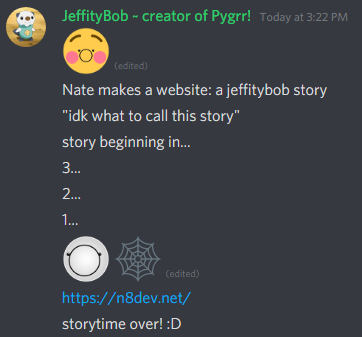 JeffityBob ~ creator of Pygrr! Today at 3:22 PM
(edited)
Nate makes a website: a jeffitybob story
"idk what to call this story"
story beginning in...
3...
2...
1...
(edited)
https://n8dev.net/
storytime over! :D